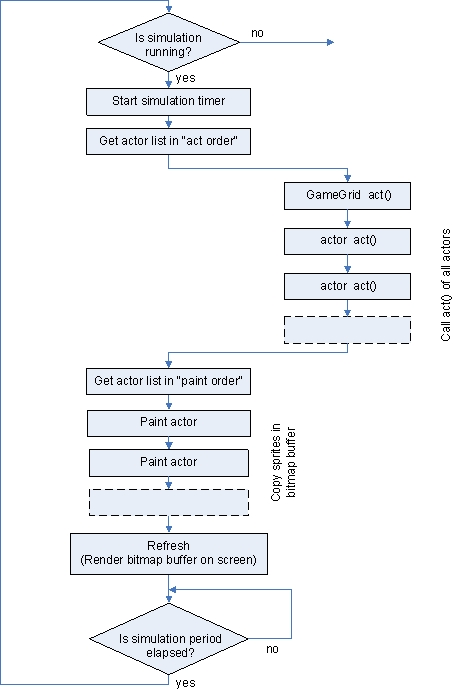 Is simulation
running?
no
yes
Start simulation timer
Get actor list in "act order"
GameGrid act()
actor act()
actor act()
Call act() of all actors
Get actor list in "paint order"
Paint actor
Paint actor
Copy sprites in
bitmap buffer
Refresh
(Render bitmap buffer on screen)
Is simulation period
elapsed?
no
yes